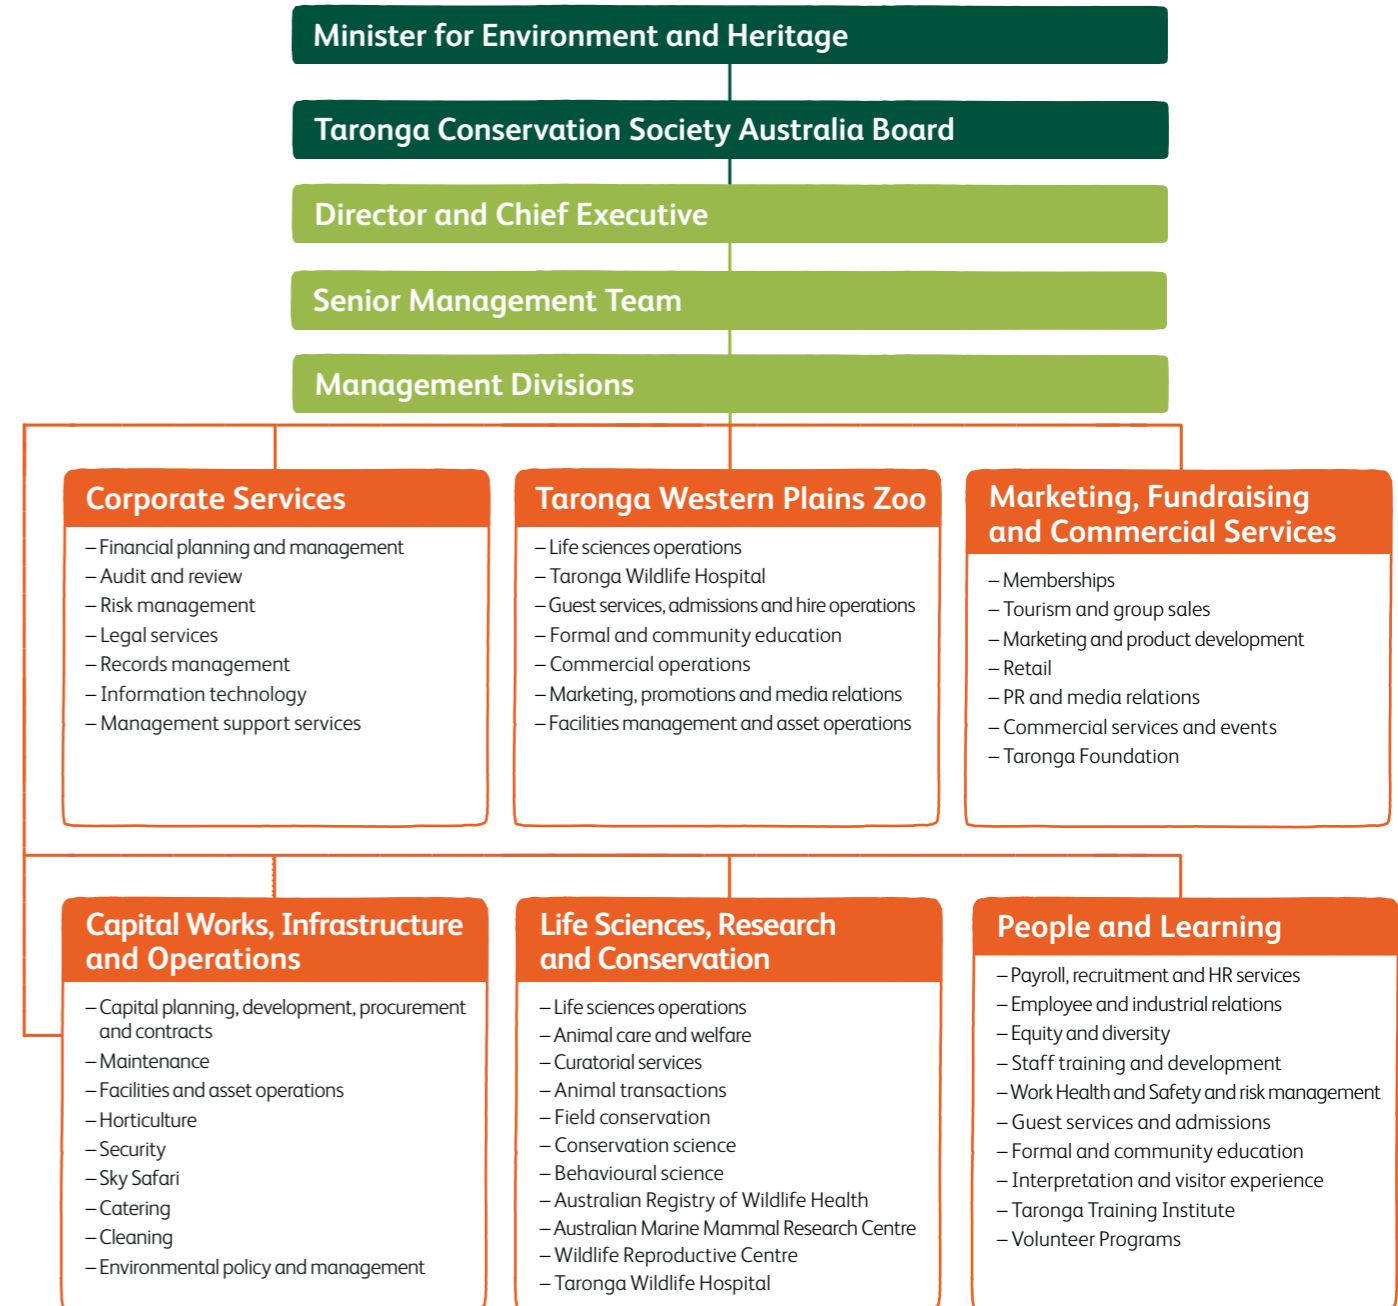 Minister for Environment and Heritage
Taronga Conservation Society Australia Board
Director and Chief Executive
Senior Management Team
Management Divisions
Corporate Services
– Financial planning and management
– Audit and review
– Risk management
– Legal services
– Records management
– Information technology
– Management support services
Taronga Western Plains Zoo
– Life sciences operations
– Taronga Wildlife Hospital
– Guest services, admissions and hire operations
– Formal and community education
– Commercial operations
– Marketing, promotions and media relations
– Facilities management and asset operations
Marketing, Fundraising
and Commercial Services
– Memberships
– Tourism and group sales
– Marketing and product development
– Retail
– PR and media relations
– Commercial services and events
– Taronga Foundation
Capital Works, Infrastructure
and Operations
– Capital planning, development, procurement
and contracts
– Maintenance
– Facilities and asset operations
– Horticulture
– Security
– Sky Safari
– Catering
– Cleaning
– Environmental policy and management
Life Sciences, Research
and Conservation
– Life sciences operations
– Animal care and welfare
– Curatorial services
– Animal transactions
– Field conservation
– Conservation science
– Behavioural science
– Australian Registry of Wildlife Health
– Australian Marine Mammal Research Centre
– Wildlife Reproductive Centre
– Taronga Wildlife Hospital
People and Learning
– Payroll, recruitment and HR services
– Employee and industrial relations
– Equity and diversity
– Staff training and development
– Work Health and Safety and risk management
– Guest services and admissions
– Formal and community education
– Interpretation and visitor experience
– Taronga Training Institute
– Volunteer Programs